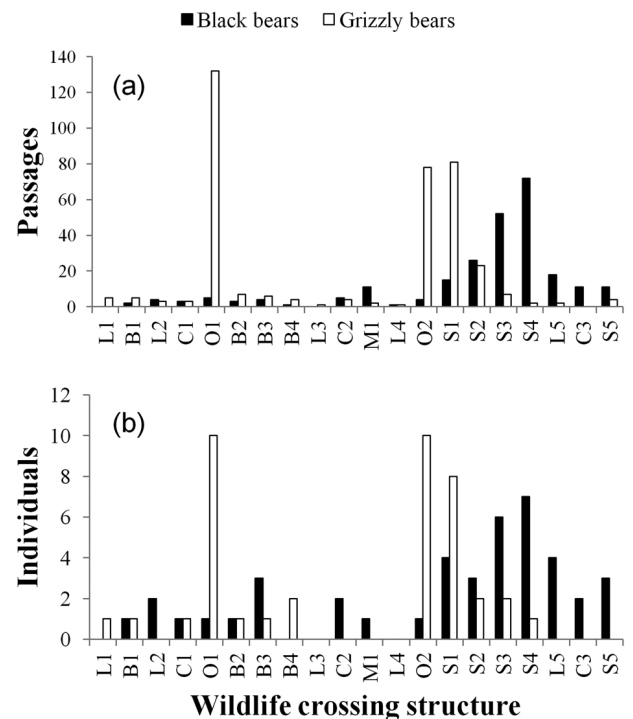 Black bears Grizzly bears
(a)
Passages
140
120
100
80
60
40
20
0
L1 B1 L2 C1 O1 B2 B3 B4 L3 C2 M1 L4 O2 S1 S2 S3 S4 L5 C3 S5
(b)
Individuals
12
10
8
6
4
2
0
L1 B1 L2 C1 O1 B2 B3 B4 L3 C2 M1 L4 O2 S1 S2 S3 S4 L5 C3 S5
Wildlife crossing structure